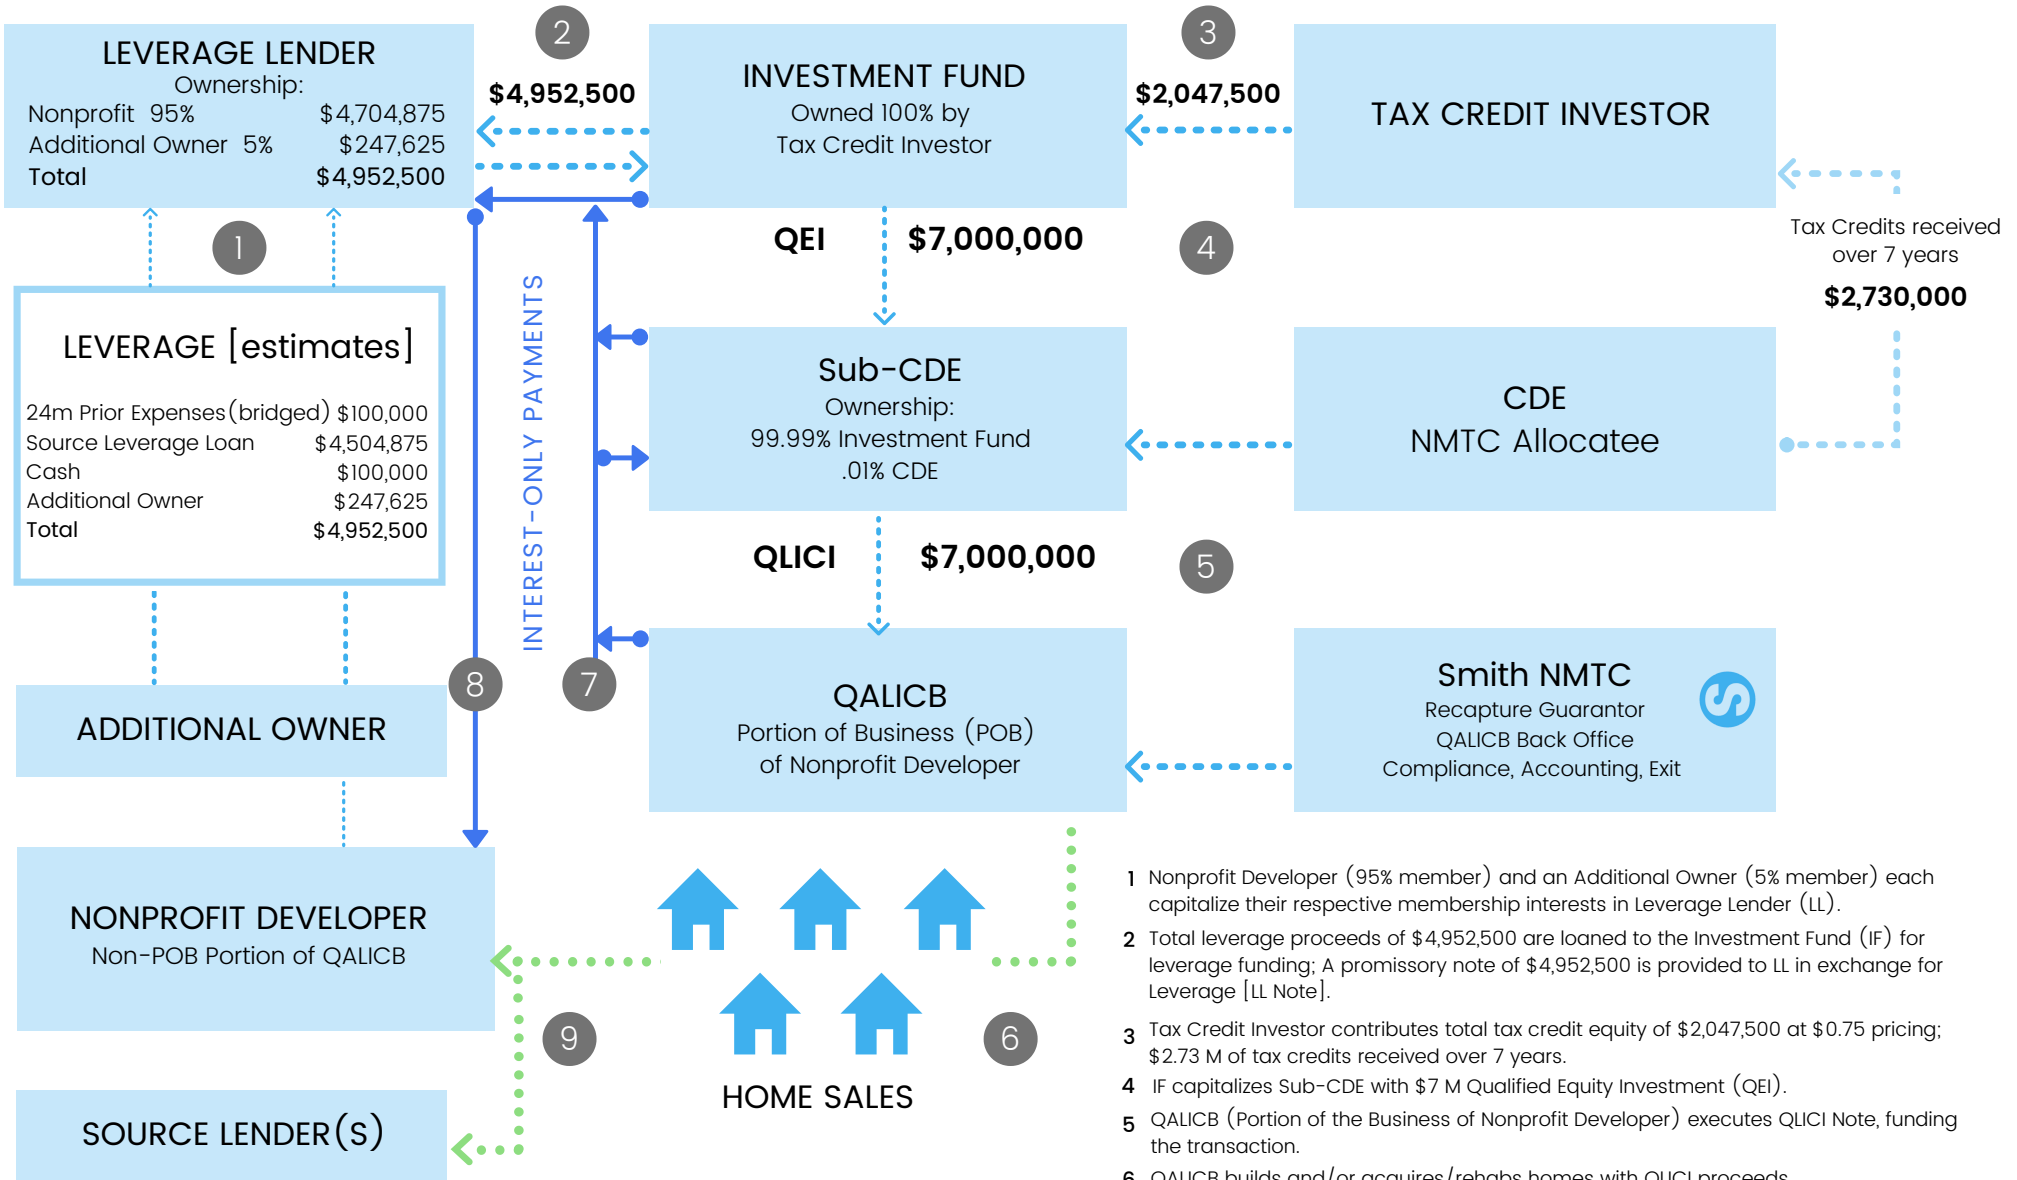 LEVERAGE LENDER
Ownership:
Nonprofit 95% $4,704,875
Additional Owner 5% $247,625
Total $4,952,500
2
$4,952,500
INVESTMENT FUND
Owned 100% by
Tax Credit Investor
3
$2,047,500
TAX CREDIT INVESTOR
Tax Credits received
over 7 years
$2,730,000
1
QEI $7,000,000
4
LEVERAGE [estimates]
24m Prior Expenses(bridged) $100,000
Source Leverage Loan $4,504,875
Cash $100,000
Additional Owner $247,625
Total $4,952,500
INTEREST-ONLY PAYMENTS
Sub-CDE
Ownership:
99.99% Investment Fund
.01% CDE
CDE
NMTC Allocatee
QLICI $7,000,000
5
8
7
ADDITIONAL OWNER
QALICB
Portion of Business (POB)
of Nonprofit Developer
Smith NMTC
Recapture Guarantor
QALICB Back Office
Compliance, Accounting, Exit
NONPROFIT DEVELOPER
Non-POB Portion of QALICB
9
6
HOME SALES
SOURCE LENDER(S)
1 Nonprofit Developer (95% member) and an Additional Owner (5% member) each
capitalize their respective membership interests in Leverage Lender (LL).
2 Total leverage proceeds of $4,952,500 are loaned to the Investment Fund (IF) for
leverage funding; A promissory note of $4,952,500 is provided to LL in exchange for
Leverage [LL Note].
3 Tax Credit Investor contributes total tax credit equity of $2,047,500 at $0.75 pricing;
$2.73 M of tax credits received over 7 years.
4 IF capitalizes Sub-CDE with $7 M Qualified Equity Investment (QEI).
5 QALICB (Portion of the Business of Nonprofit Developer) executes QLICI Note, funding
the transaction.
6 QALICB builds and/or acquires/rehabs homes with QLICI proceeds.